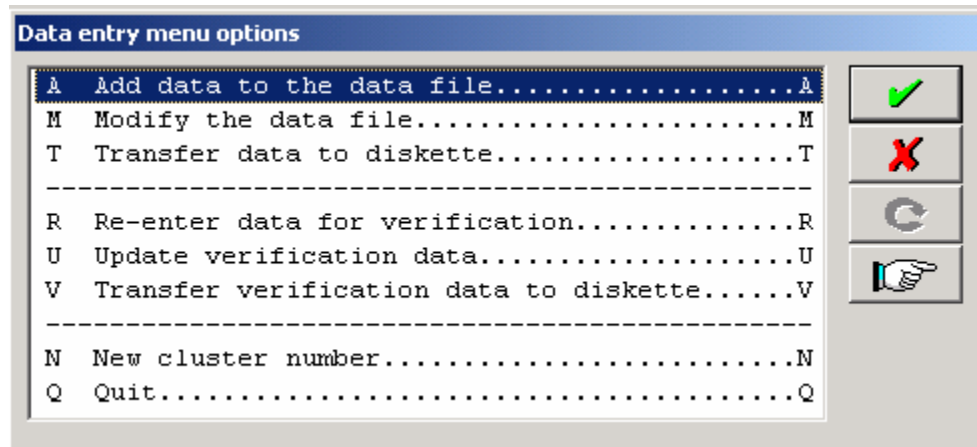 Data entry menu options
A Add data to the data file...................A
M Modify the data file........................M
T Transfer data to diskette...................T
------------------------------------------------
R Re-enter data for verification..............R
U Update verification data....................U
V Transfer verification data to diskette......V
------------------------------------------------
N New cluster number..........................N
Q Quit........................................Q